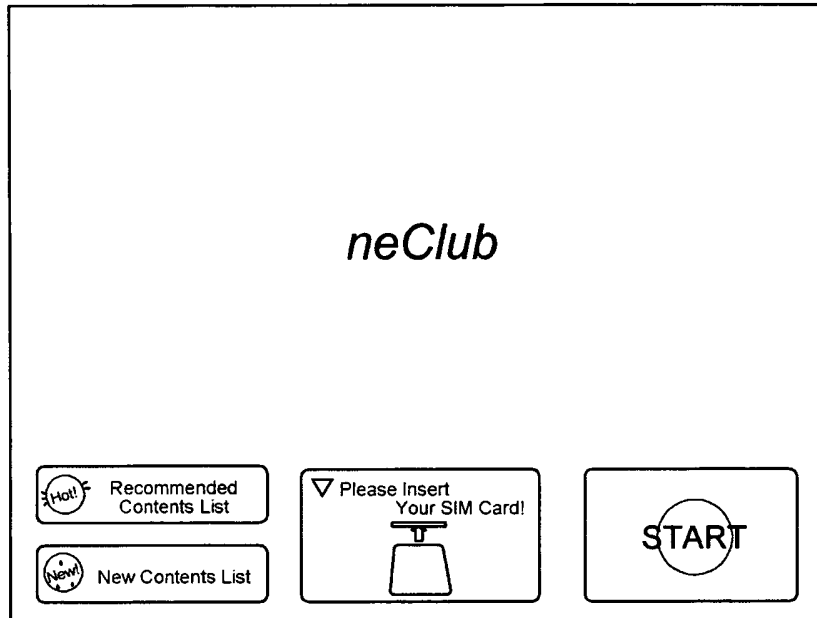 neClub
Hot!
Recommended
Contents List
New!
New Contents List
Please Insert
Your SIM Card!
START